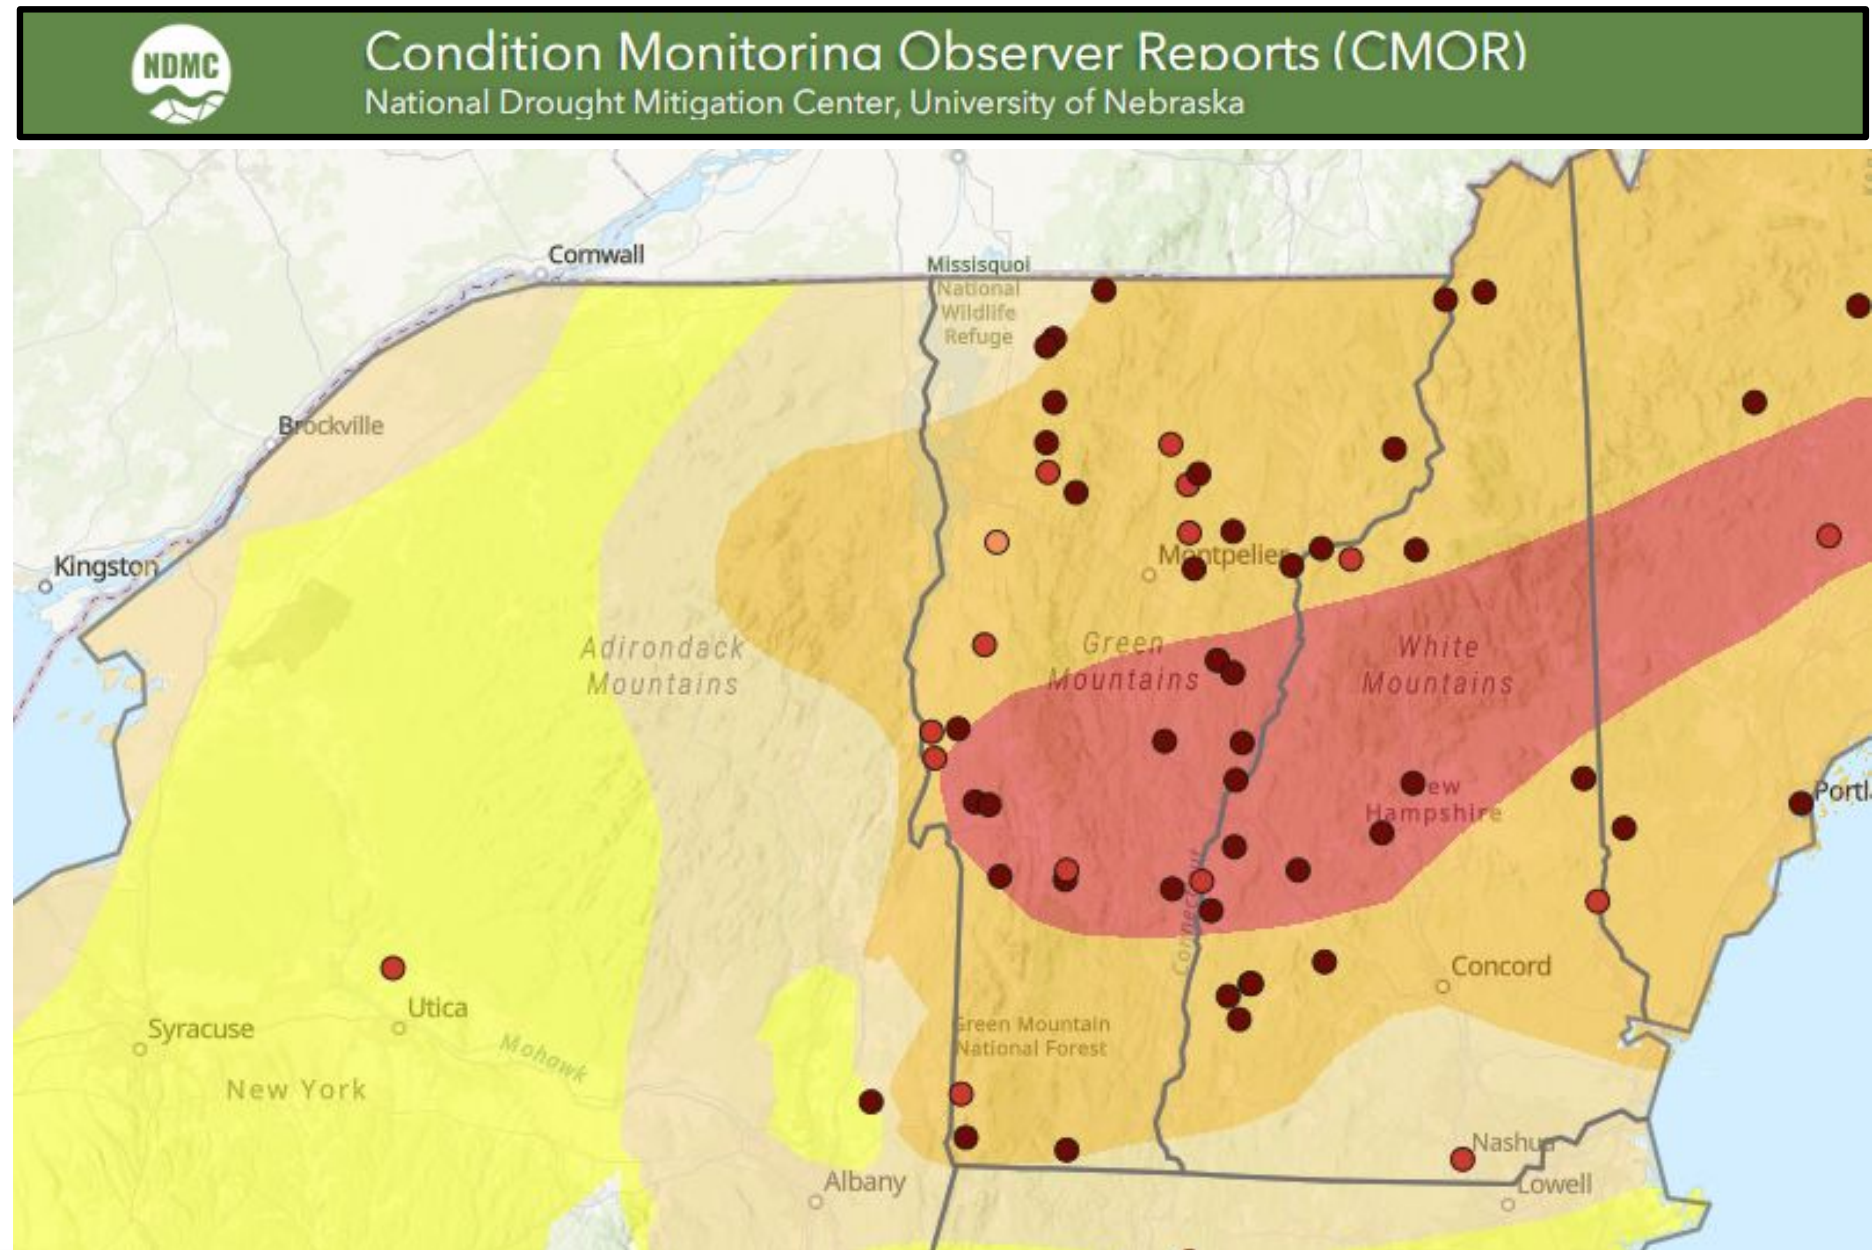 NDMC
Condition Monitoring Observer Reports (CMOR)
National Drought Mitigation Center, University of Nebraska
Cornwall
Missisquoi
National
Wildlife
Refuge
Brockville
Kingston
Montpelier
Adirondack
Mountains
Green
Mountains
White
Mountains
New
Hampshire
Portl
Connecticut
Concord
Utica
Syracuse
Mohawk
Green Mountain
National Forest
New York
Nashua
Albany
Lowell